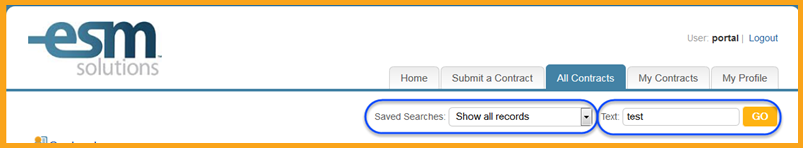 esm™
solutions
User: portal | Logout
Home Submit a Contract All Contracts My Contracts My Profile
Saved Searches: Show all records Text: test GO